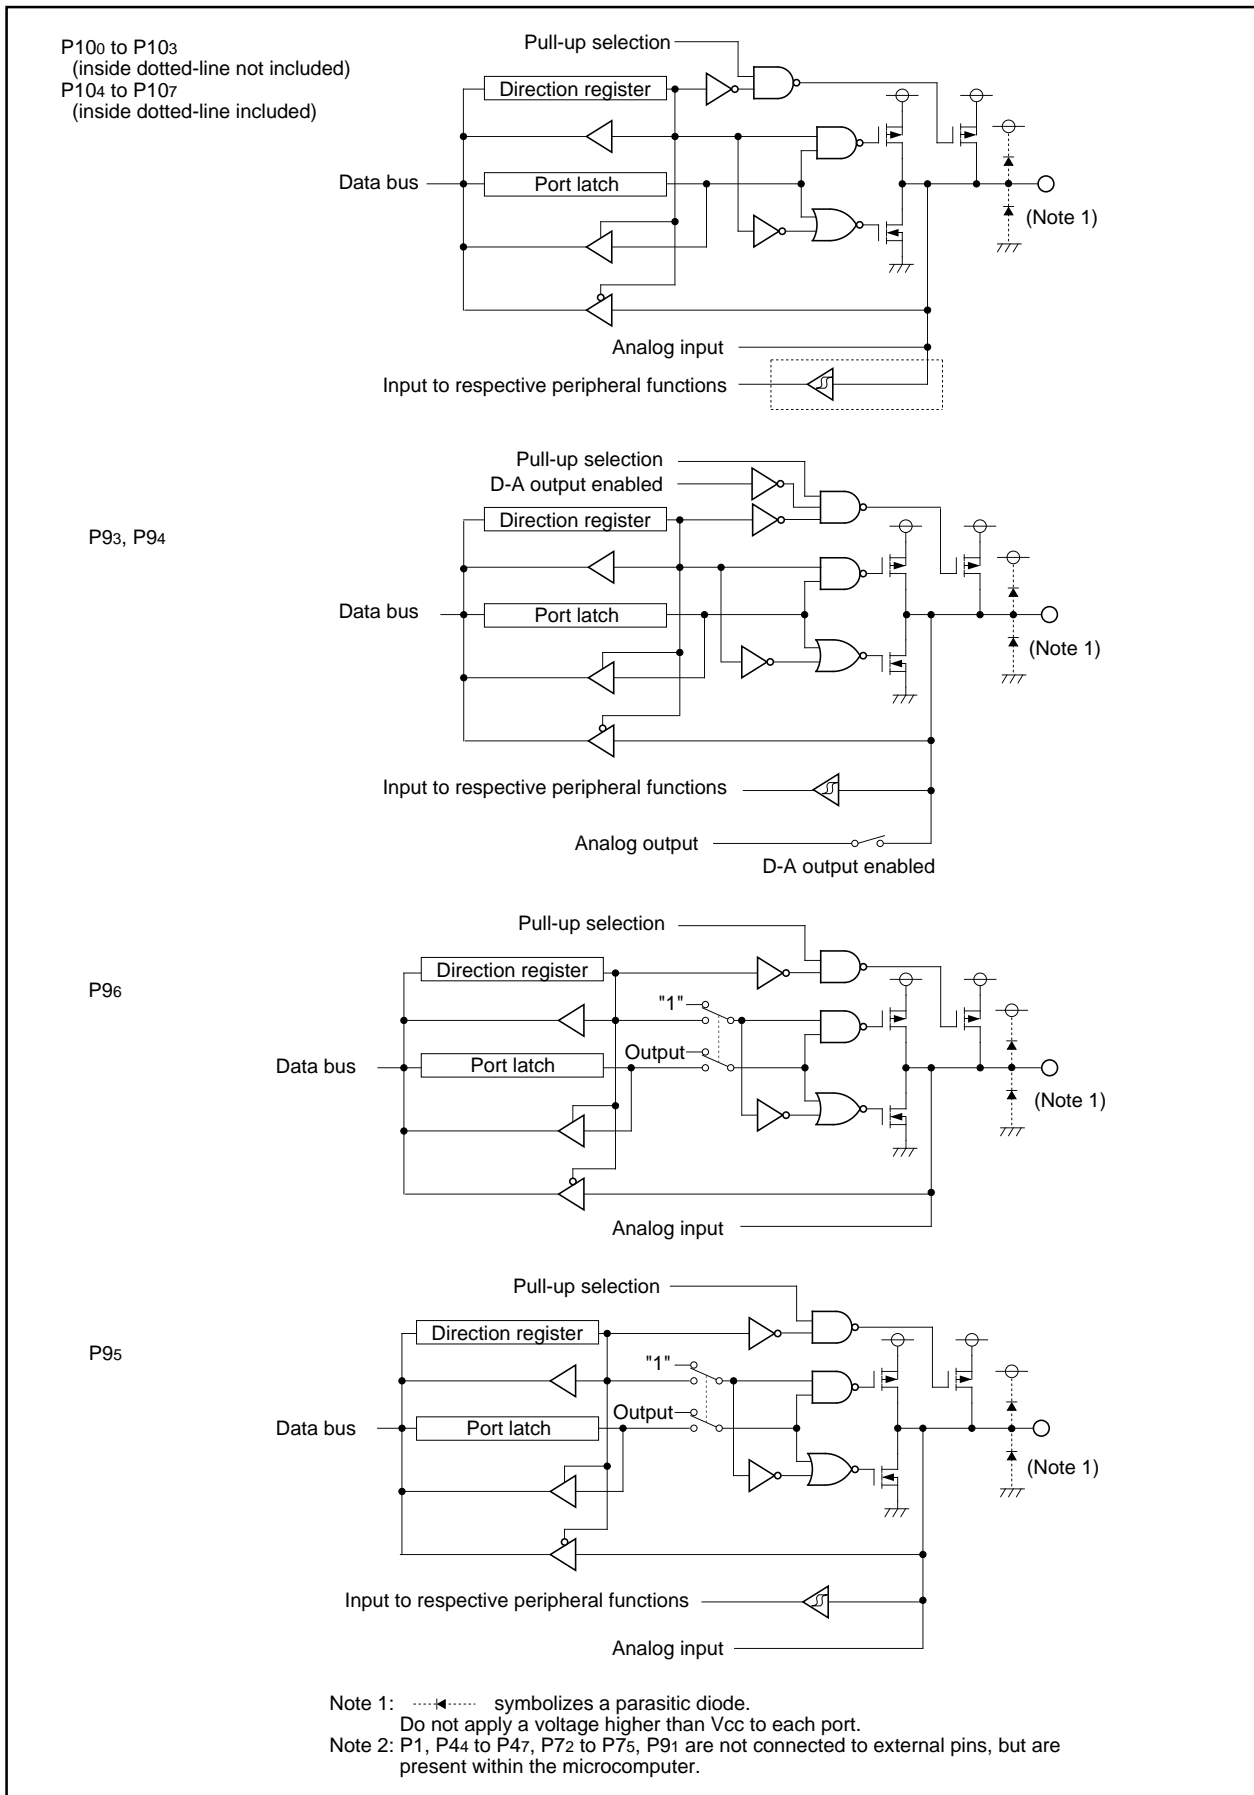 P100 to P103
(inside dotted-line not included)
P104 to P107
(inside dotted-line included)
Pull-up selection
Direction register
Data bus
Port latch
(Note 1)
Analog input
Input to respective peripheral functions
P93, P94
Pull-up selection
D-A output enabled
Direction register
Data bus
Port latch
(Note 1)
Input to respective peripheral functions
Analog output
D-A output enabled
P96
Pull-up selection
Direction register
"1"
Output
Data bus
Port latch
(Note 1)
Analog input
P95
Pull-up selection
Direction register
"1"
Output
Data bus
Port latch
(Note 1)
Input to respective peripheral functions
Analog input
Note 1: symbolizes a parasitic diode.
Do not apply a voltage higher than Vcc to each port.
Note 2: P1, P44 to P47, P72 to P75, P91 are not connected to external pins, but are
present within the microcomputer.